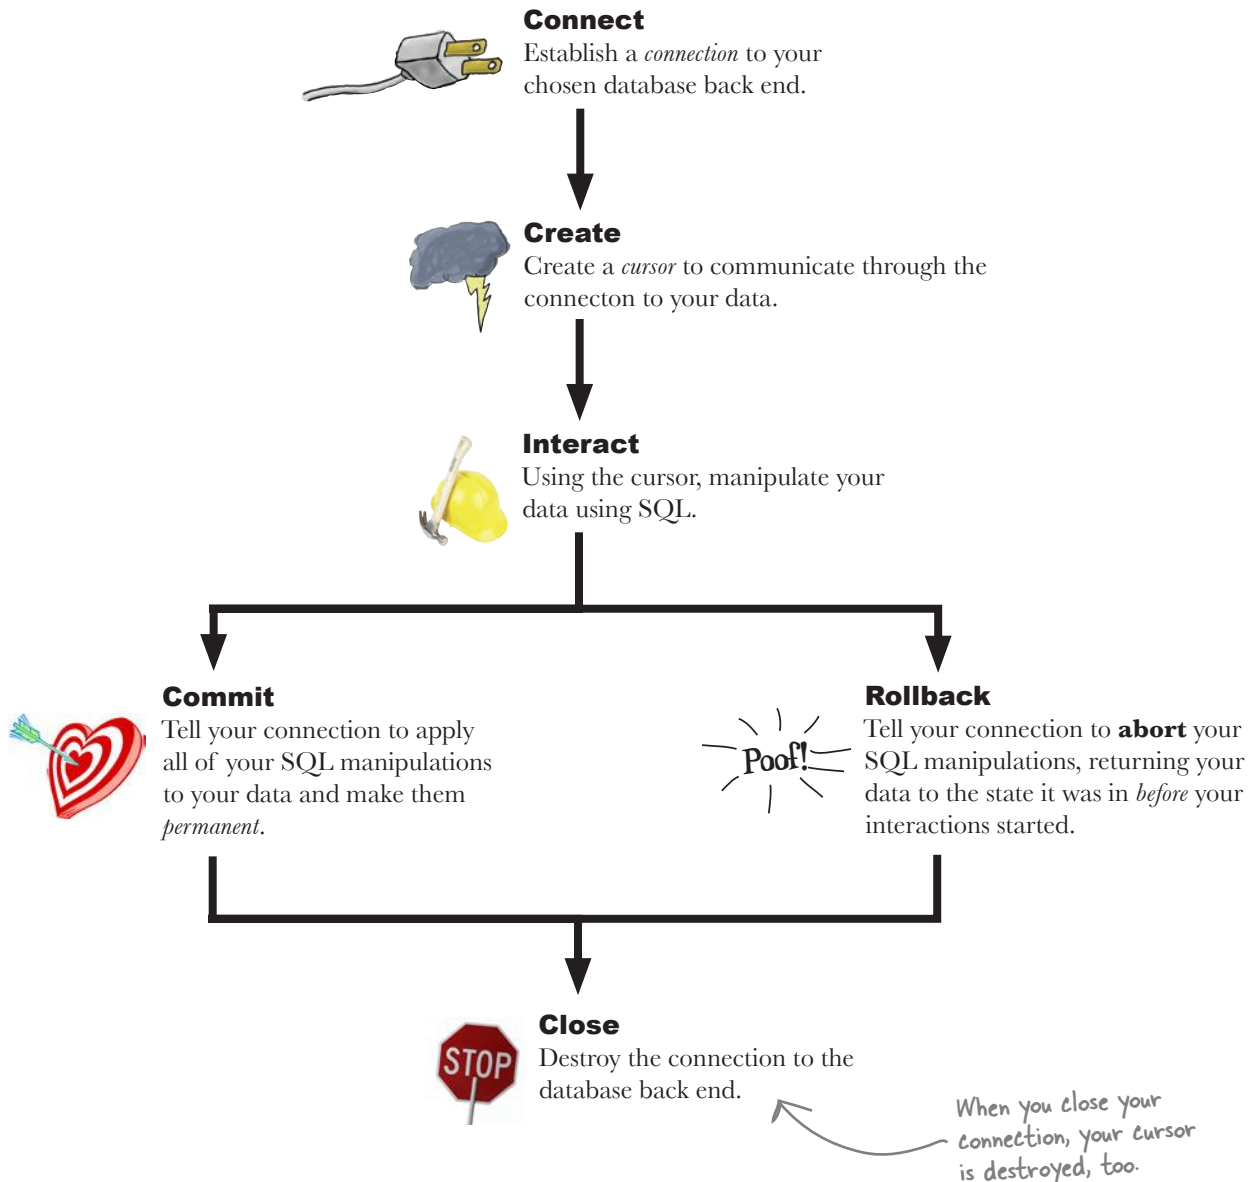 Connect
Establish a connection to your
chosen database back end.
Create
Create a cursor to communicate through the
connecton to your data.
Interact
Using the cursor, manipulate your
data using SQL.
Commit
Tell your connection to apply
all of your SQL manipulations
to your data and make them
permanent.
Poof!
Rollback
Tell your connection to abort your
SQL manipulations, returning your
data to the state it was in before your
interactions started.
STOP
Close
Destroy the connection to the
database back end.
When you close your
connection, your cursor
is destroyed, too.